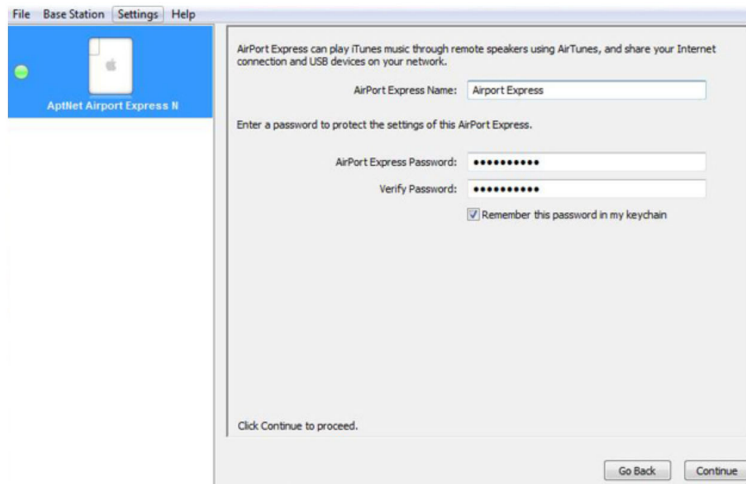 File Base Station Settings Help
AptNet Airport Express N
AirPort Express can play iTunes music through remote speakers using AirTunes, and share your Internet
connection and USB devices on your network.
AirPort Express Name: Airport Express
Enter a password to protect the settings of this AirPort Express.
AirPort Express Password: ●●●●●●●●●●
Verify Password: ●●●●●●●●●●
Remember this password in my keychain
Click Continue to proceed.
Go Back Continue